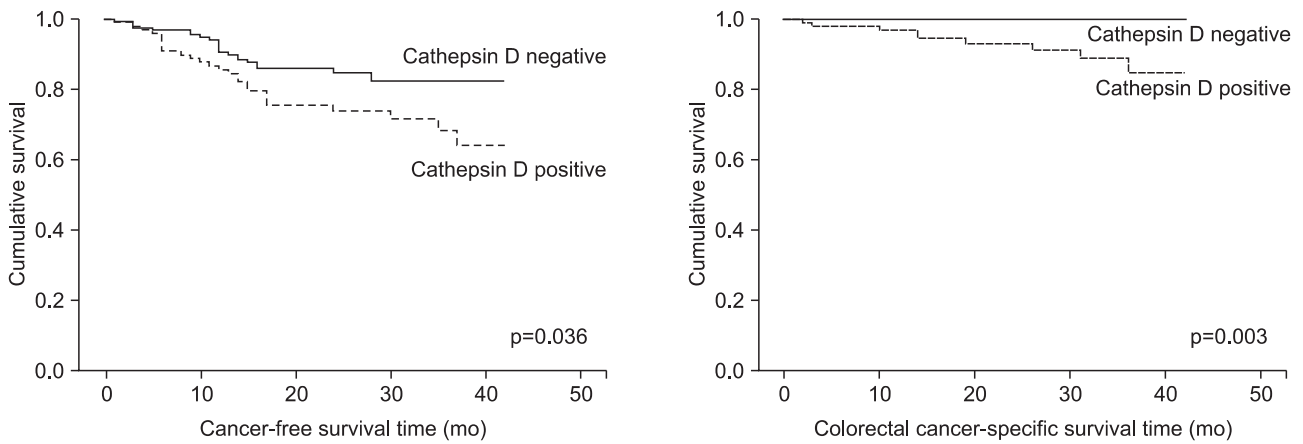 Cumulative survival
1.0
0.8
0.6
0.4
0.2
0.0
Cathepsin D negative
Cathepsin D positive
p=0.036
0 10 20 30 40 50
Cancer-free survival time (mo)
Cumulative survival
1.0
0.8
0.6
0.4
0.2
0.0
Cathepsin D negative
Cathepsin D positive
p=0.003
0 10 20 30 40 50
Colorectal cancer-specific survival time (mo)